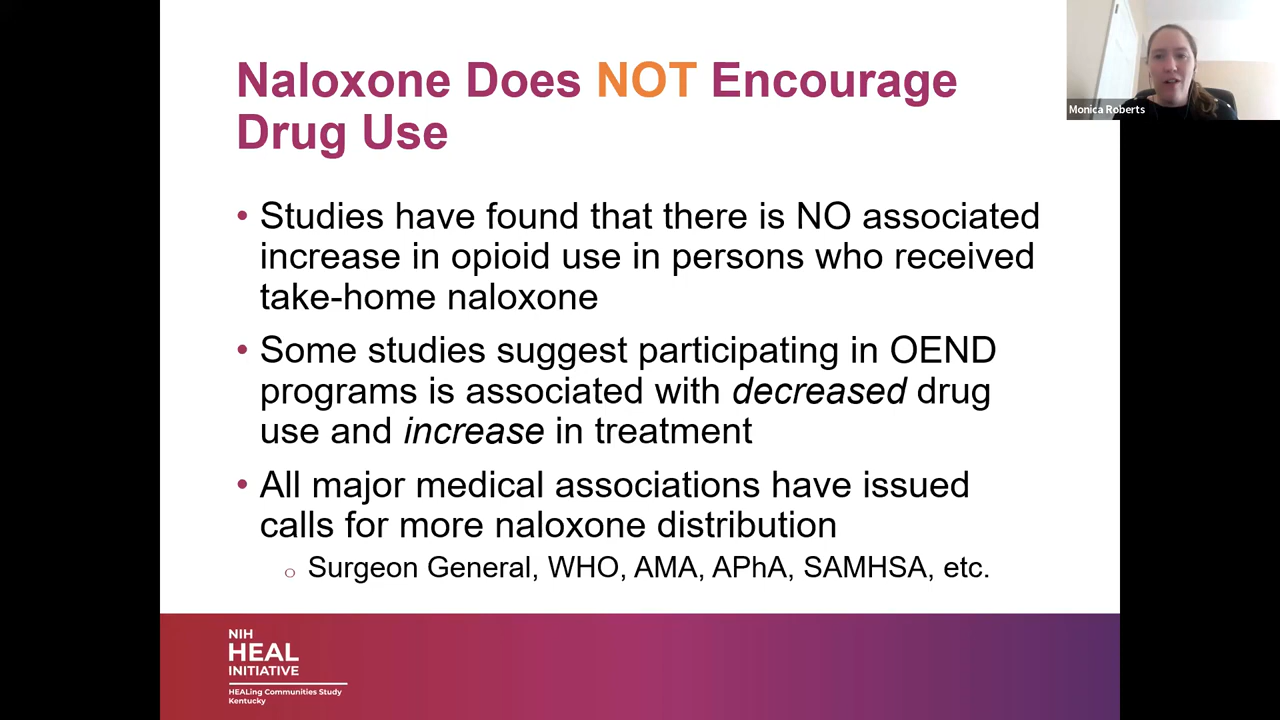 Naloxone Does NOT Encourage
Drug Use
• Studies have found that there is NO associated
increase in opioid use in persons who received
take-home naloxone
• Some studies suggest participating in OEND
programs is associated with decreased drug
use and increase in treatment
• All major medical associations have issued
calls for more naloxone distribution
o Surgeon General, WHO, AMA, APhA, SAMHSA, etc.
NIH
HEAL
INITIATIVE
HEALing Communities Study
Kentucky
Monica Roberts